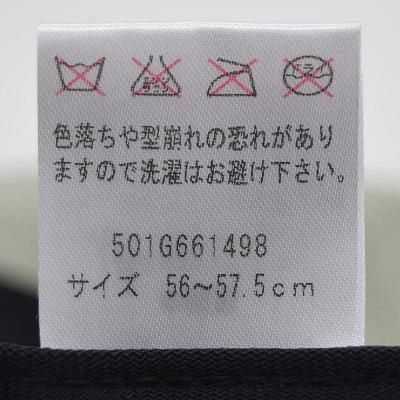 色落ちや型崩れの恐れがあり
ますので洗濯はお避け下さい。
501G661498
サイズ 56~57.5cm